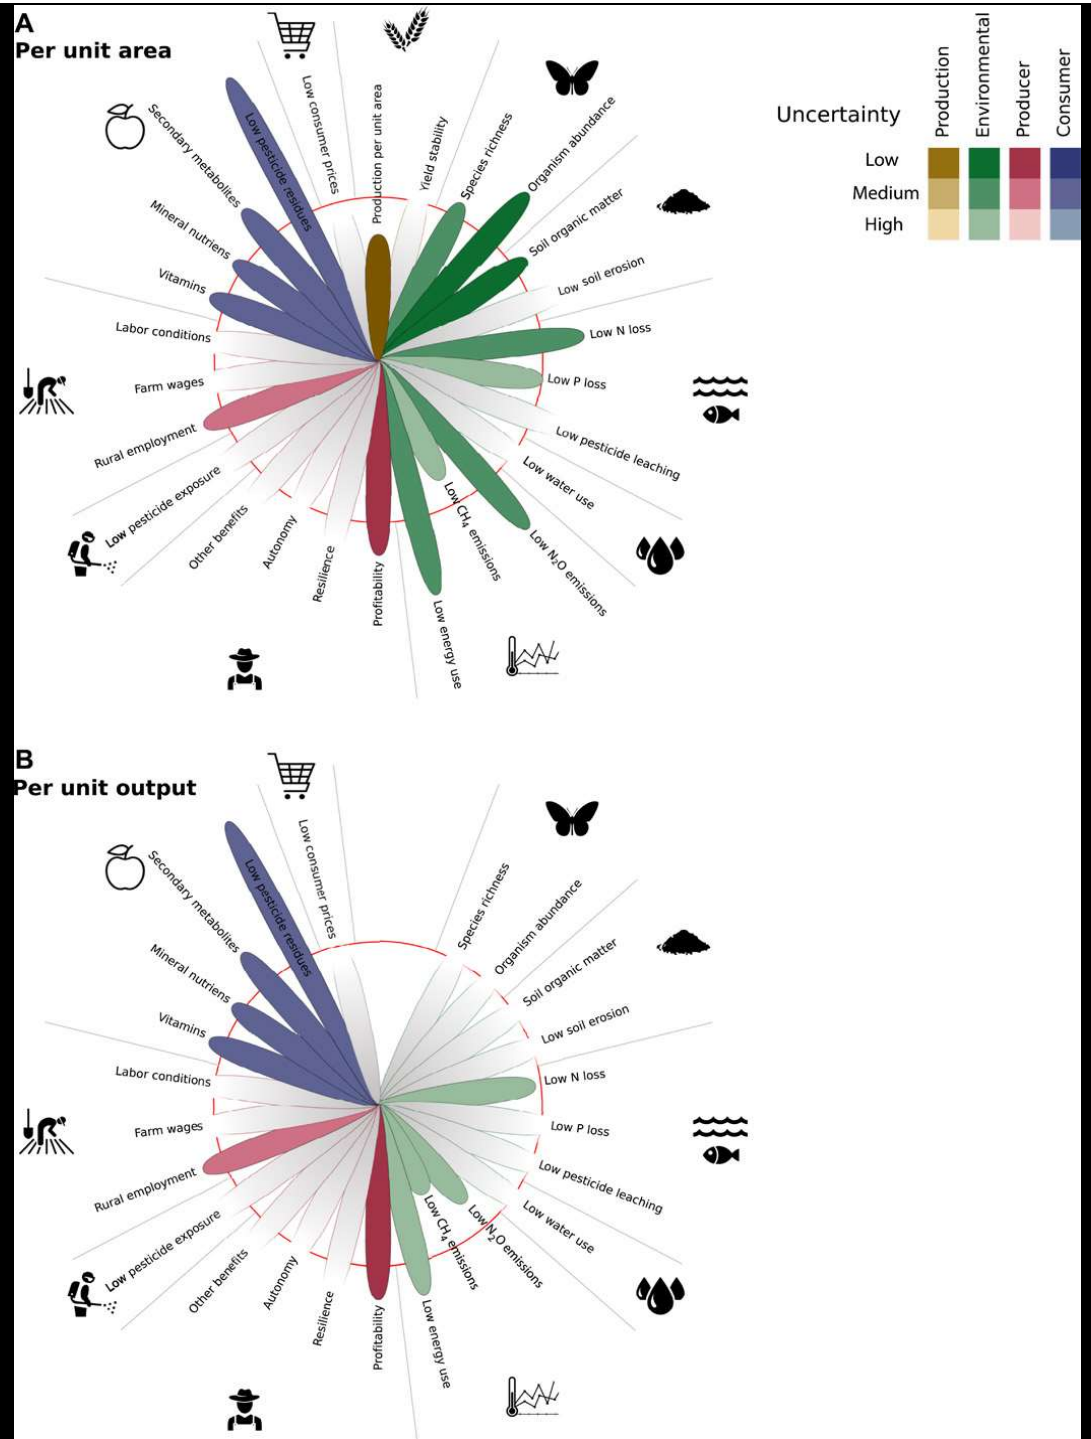 A
Per unit area
Uncertainty
Production
Environmental
Producer
Consumer
Low
Medium
High
Low consumer prices
Production per unit area
Yield stability
Species richness
Organism abundance
Soil organic matter
Low soil erosion
Low N loss
Low P loss
Low pesticide leaching
Low water use
Low N₂O emissions
Low CH₄ emissions
Low energy use
Profitability
Resilience
Autonomy
Other benefits
Low pesticide exposure
Rural employment
Farm wages
Labor conditions
Vitamins
Mineral nutriens
Secondary metabolites
Low pesticide residues
B
Per unit output
Low consumer prices
Species richness
Organism abundance
Soil organic matter
Low soil erosion
Low N loss
Low P loss
Low pesticide leaching
Low water use
Low N₂O emissions
Low CH₄ emissions
Low energy use
Profitability
Resilience
Autonomy
Other benefits
Low pesticide exposure
Rural employment
Farm wages
Labor conditions
Vitamins
Mineral nutriens
Secondary metabolites
Low pesticide residues